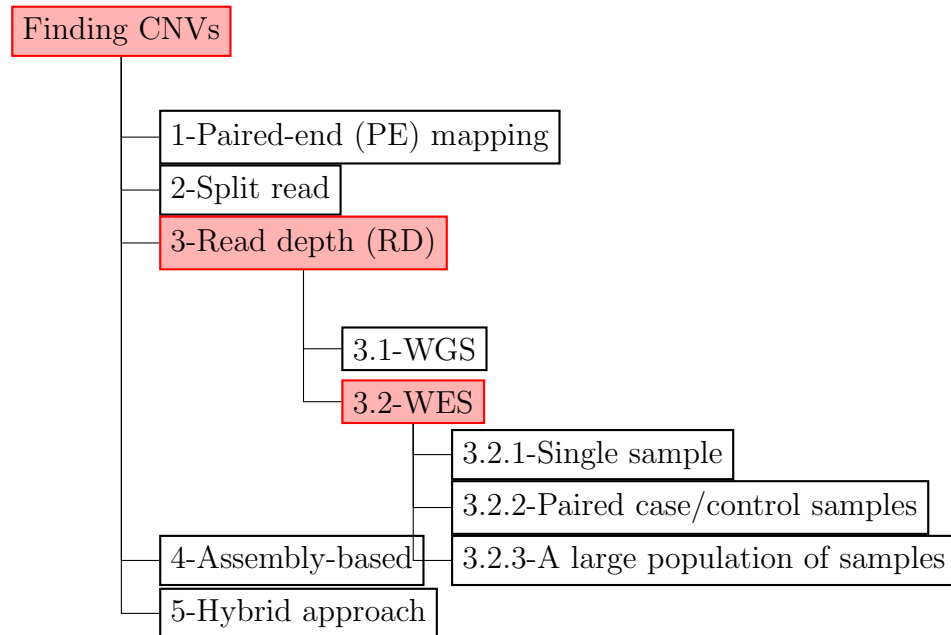 Finding CNVs
1-Paired-end (PE) mapping
2-Split read
3-Read depth (RD)
3.1-WGS
3.2-WES
3.2.1-Single sample
3.2.2-Paired case/control samples
3.2.3-A large population of samples
4-Assembly-based
5-Hybrid approach